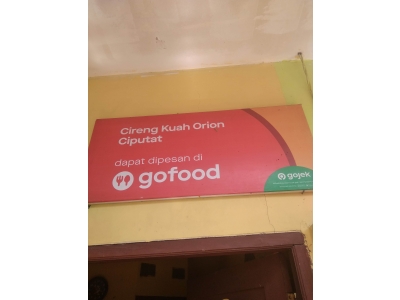 Cireng Kuah Orion
Ciputat
dapat dipesan di
gofood
gojek